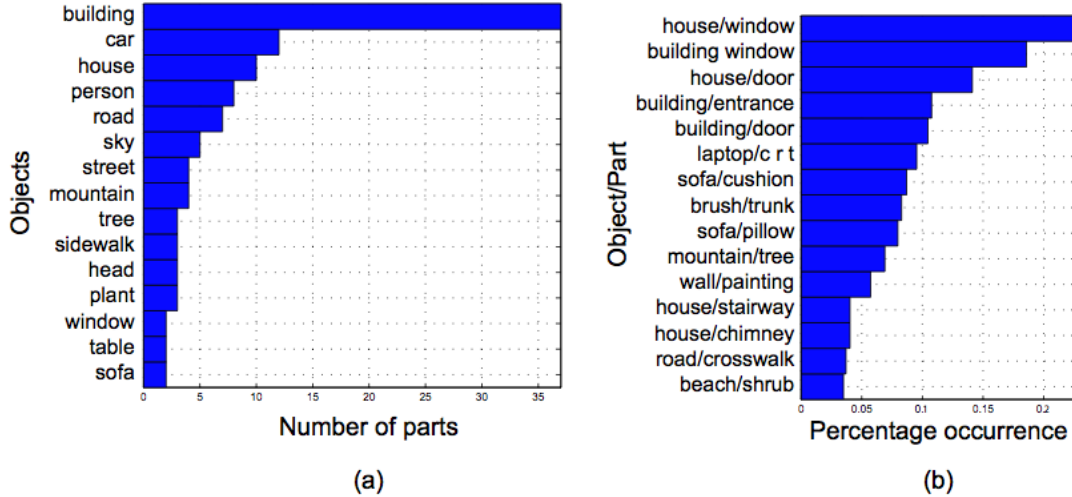 building
car
house
person
road
sky
street
mountain
tree
sidewalk
head
plant
window
table
sofa
Objects
0 5 10 15 20 25 30 35
Number of parts
(a)
house/window
building window
house/door
building/entrance
building/door
laptop/c r t
sofa/cushion
brush/trunk
sofa/pillow
mountain/tree
wall/painting
house/stairway
house/chimney
road/crosswalk
beach/shrub
Object/Part
0 0.05 0.1 0.15 0.2
Percentage occurrence
(b)